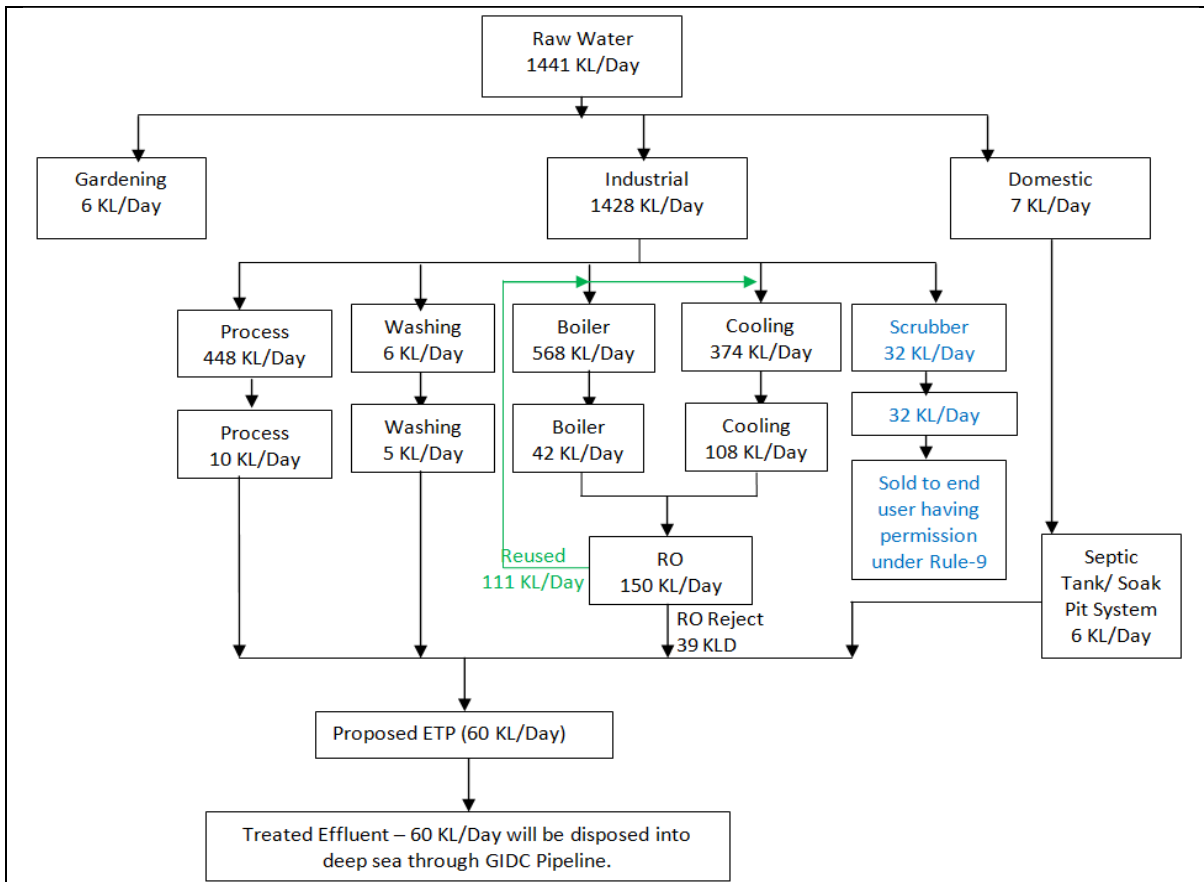 Raw Water
1441 KL/Day
Gardening
6 KL/Day
Industrial
1428 KL/Day
Domestic
7 KL/Day
Process
448 KL/Day
Washing
6 KL/Day
Boiler
568 KL/Day
Cooling
374 KL/Day
Scrubber
32 KL/Day
Process
10 KL/Day
Washing
5 KL/Day
Boiler
42 KL/Day
Cooling
108 KL/Day
32 KL/Day
Sold to end
user having
permission
under Rule-9
Reused
111 KL/Day
RO
150 KL/Day
RO Reject
39 KLD
Septic
Tank/ Soak
Pit System
6 KL/Day
Proposed ETP (60 KL/Day)
Treated Effluent – 60 KL/Day will be disposed into
deep sea through GIDC Pipeline.